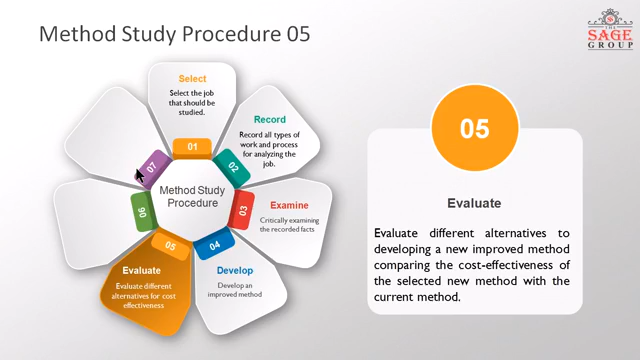 Method Study Procedure 05
THE
SAGE
GROUP
Select
Select the job
that should be
studied.
01
Record
Record all types of
work and process
for analyzing the
job.
02
Examine
Critically examining
the recorded facts
03
Develop
Develop an
improved method
04
Evaluate
Evaluate different
alternatives for cost
effectiveness
05
06
07
Method Study
Procedure
05
Evaluate
Evaluate different alternatives to
developing a new improved method
comparing the cost-effectiveness of
the selected new method with the
current method.